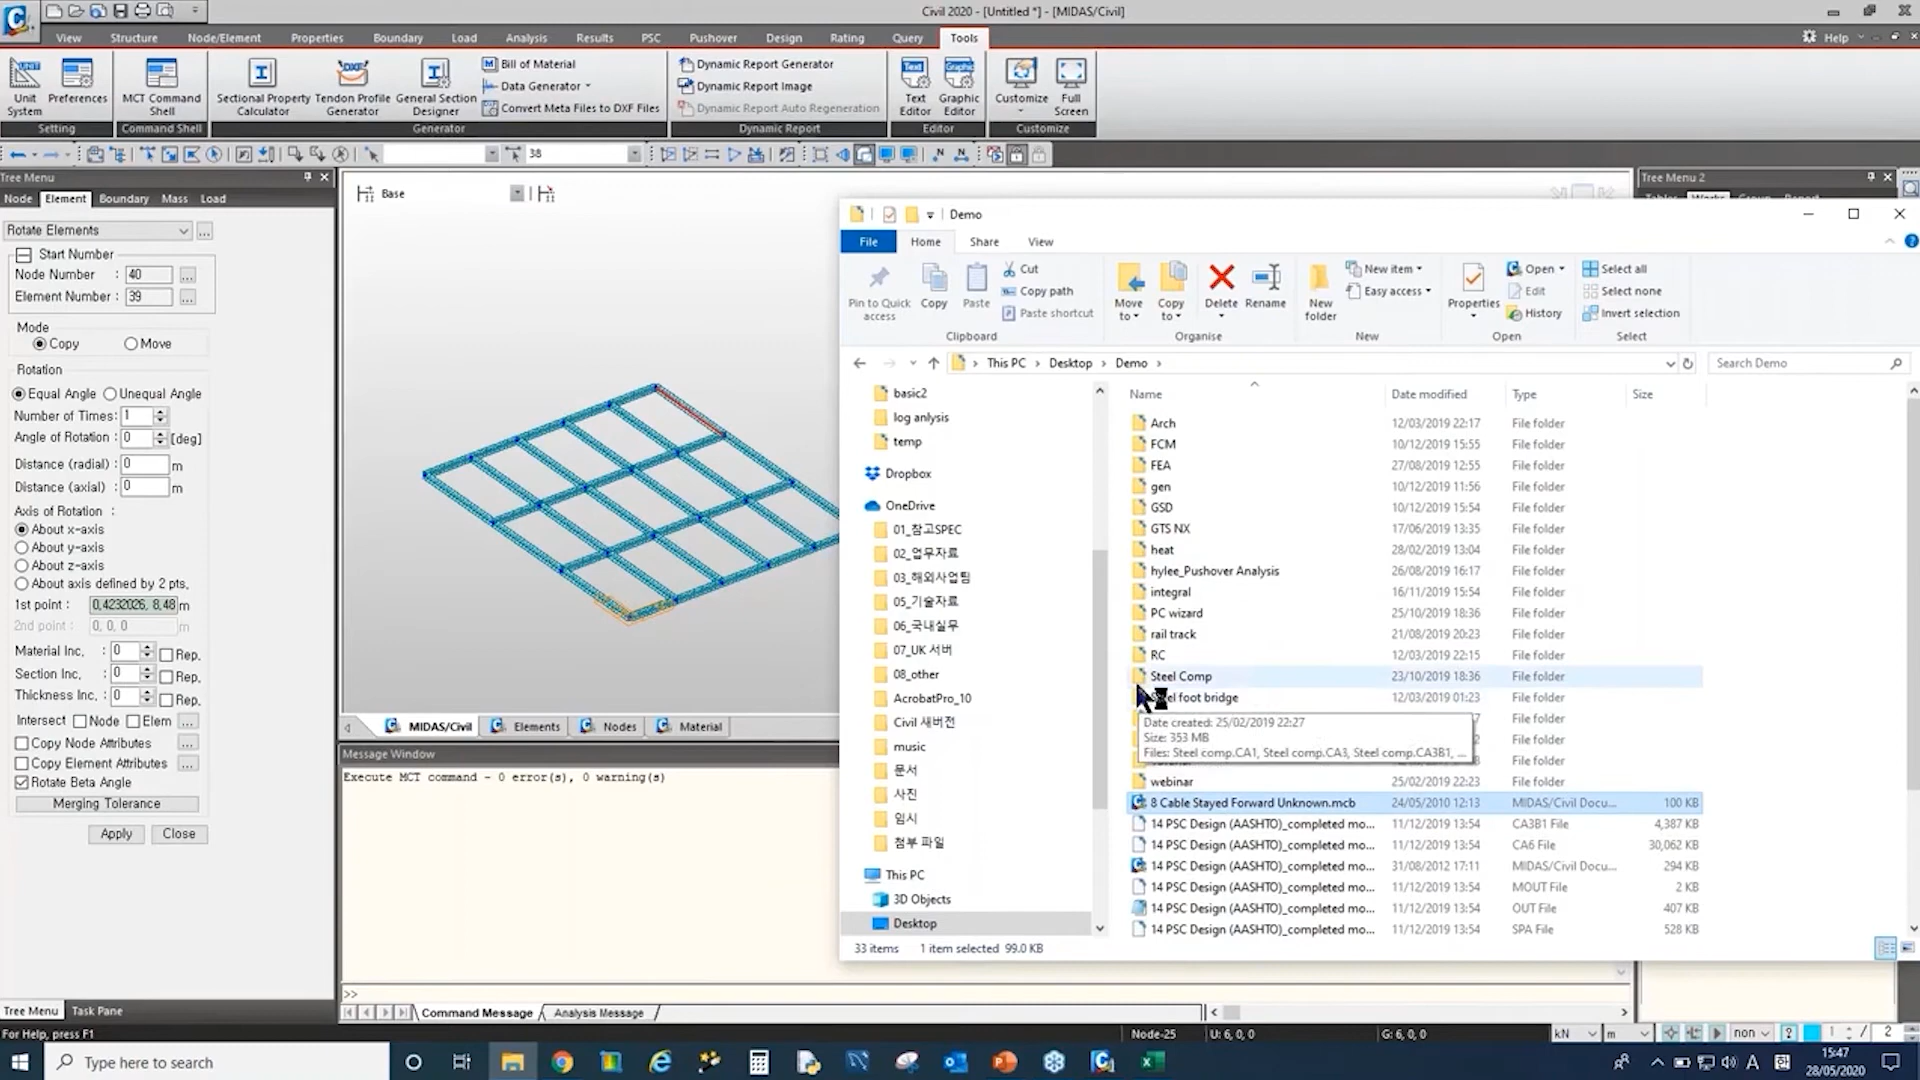 Civil 2020 - [Untitled *] - [MIDAS/Civil]
View Structure Node/Element Properties Boundary Load Analysis Results PSC Pushover Design Rating Query Tools Help
Unit System
Preferences
Setting
MCT Command Shell
Command Shell
Sectional Property Calculator
Tendon Profile Generator
General Section Designer
Bill of Material
Data Generator
Convert Meta Files to DXF Files
Generator
Dynamic Report Generator
Dynamic Report Image
Dynamic Report Auto Regeneration
Dynamic Report
Text Editor
Graphic Editor
Editor
Customize
Full Screen
Customize
38
Tree Menu
Node Element Boundary Mass Load
Rotate Elements
Start Number
Node Number : 40
Element Number : 39
Mode
Copy Move
Rotation
Equal Angle Unequal Angle
Number of Times: 1
Angle of Rotation : 0 [deg]
Distance (radial) : 0 m
Distance (axial) : 0 m
Axis of Rotation :
About x-axis
About y-axis
About z-axis
About axis defined by 2 pts,
1st point : 0,4232026, 8,48 m
2nd point : 0, 0, 0 m
Material Inc, : 0 Rep.
Section Inc, : 0 Rep.
Thickness Inc, : 0 Rep.
Intersect Node Elem
Copy Node Attributes
Copy Element Attributes
Rotate Beta Angle
Merging Tolerance
Apply Close
Tree Menu Task Pane
For Help, press F1
Base
MIDAS/Civil Elements Nodes Material
Message Window
Execute MCT command - 0 error(s), 0 warning(s)
>>
Command Message Analysis Message
Tree Menu 2
Demo
File Home Share View
Pin to Quick access
Copy
Paste
Cut
Copy path
Paste shortcut
Clipboard
Move to
Copy to
Delete
Rename
Organise
New folder
New item
Easy access
New
Properties
Open
Edit
History
Open
Select all
Select none
Invert selection
Select
This PC > Desktop > Demo >
Search Demo
basic2
log anlysis
temp
Dropbox
OneDrive
01_참고SPEC
02_업무자료
03_해외사업팀
05_기술자료
06_국내실무
07_UK 서버
08_other
AcrobatPro_10
Civil 새버전
music
문서
사진
임시
첨부 파일
This PC
3D Objects
Desktop
Name Date modified Type Size
Arch 12/03/2019 22:17 File folder
FCM 10/12/2019 15:55 File folder
FEA 27/08/2019 12:55 File folder
gen 10/12/2019 11:56 File folder
GSD 10/12/2019 15:54 File folder
GTS NX 17/06/2019 13:35 File folder
heat 28/02/2019 13:04 File folder
hylee_Pushover Analysis 26/08/2019 16:17 File folder
integral 16/11/2019 15:54 File folder
PC wizard 25/10/2019 18:36 File folder
rail track 21/08/2019 20:23 File folder
RC 12/03/2019 22:15 File folder
Steel Comp 23/10/2019 18:36 File folder
foot bridge 12/03/2019 01:23 File folder
Date created: 25/02/2019 22:27
Size: 353 MB
Files: Steel comp.CA1, Steel comp.CA3, Steel comp.CA3B1, ...
File folder
File folder
File folder
webinar 25/02/2019 22:23 File folder
8 Cable Stayed Forward Unknown.mcb 24/05/2010 12:13 MIDAS/Civil Docu... 100 KB
14 PSC Design (AASHTO)_completed mo... 11/12/2019 13:54 CA3B1 File 4,387 KB
14 PSC Design (AASHTO)_completed mo... 11/12/2019 13:54 CA6 File 30,062 KB
14 PSC Design (AASHTO)_completed mo... 31/08/2012 17:11 MIDAS/Civil Docu... 294 KB
14 PSC Design (AASHTO)_completed mo... 11/12/2019 13:54 MOUT File 2 KB
14 PSC Design (AASHTO)_completed mo... 11/12/2019 13:54 OUT File 407 KB
14 PSC Design (AASHTO)_completed mo... 11/12/2019 13:54 SPA File 528 KB
33 items 1 item selected 99.0 KB
Node-25 U: 6, 0, 0 G: 6, 0, 0 kN m non 1 / 2
Type here to search
A
15:47
28/05/2020